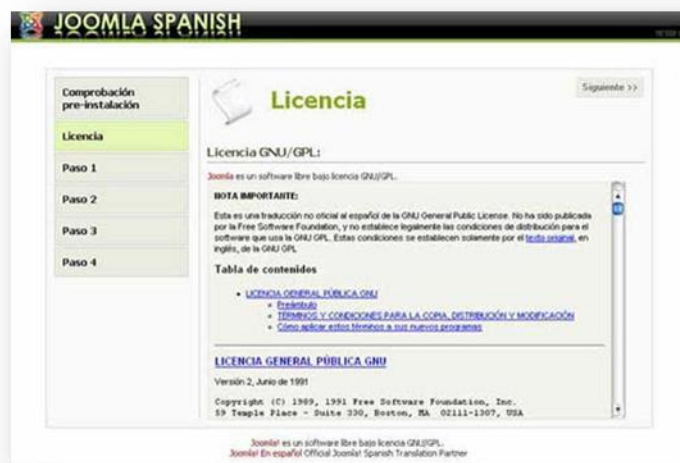 JOOMLA SPANISH
Comprobación
pre-instalación
Licencia
Paso 1
Paso 2
Paso 3
Paso 4
Licencia
Siguiente >>
Licencia GNU/GPL:
Joomla es un software libre bajo licencia GNU/GPL.
NOTA IMPORTANTE:
Esta es una traducción no oficial al español de la GNU General Public License. No ha sido publicada
por la Free Software Foundation, y no establece legalmente las condiciones de distribución para el
software que usa la GNU GPL. Estas condiciones se establecen solamente por el texto original, en
inglés, de la GNU GPL
Tabla de contenidos
LICENCIA GENERAL PÚBLICA GNU
Preámbulo
TÉRMINOS Y CONDICIONES PARA LA COPIA, DISTRIBUCIÓN Y MODIFICACIÓN
Cómo aplicar estos términos a sus nuevos programas
LICENCIA GENERAL PÚBLICA GNU
Versión 2, Junio de 1991
Copyright (C) 1989, 1991 Free Software Foundation, Inc.
59 Temple Place - Suite 330, Boston, MA 02111-1307, USA
Joomla! es un software libre bajo licencia GNU/GPL.
Joomla! En español Official Joomla! Spanish Translation Partner